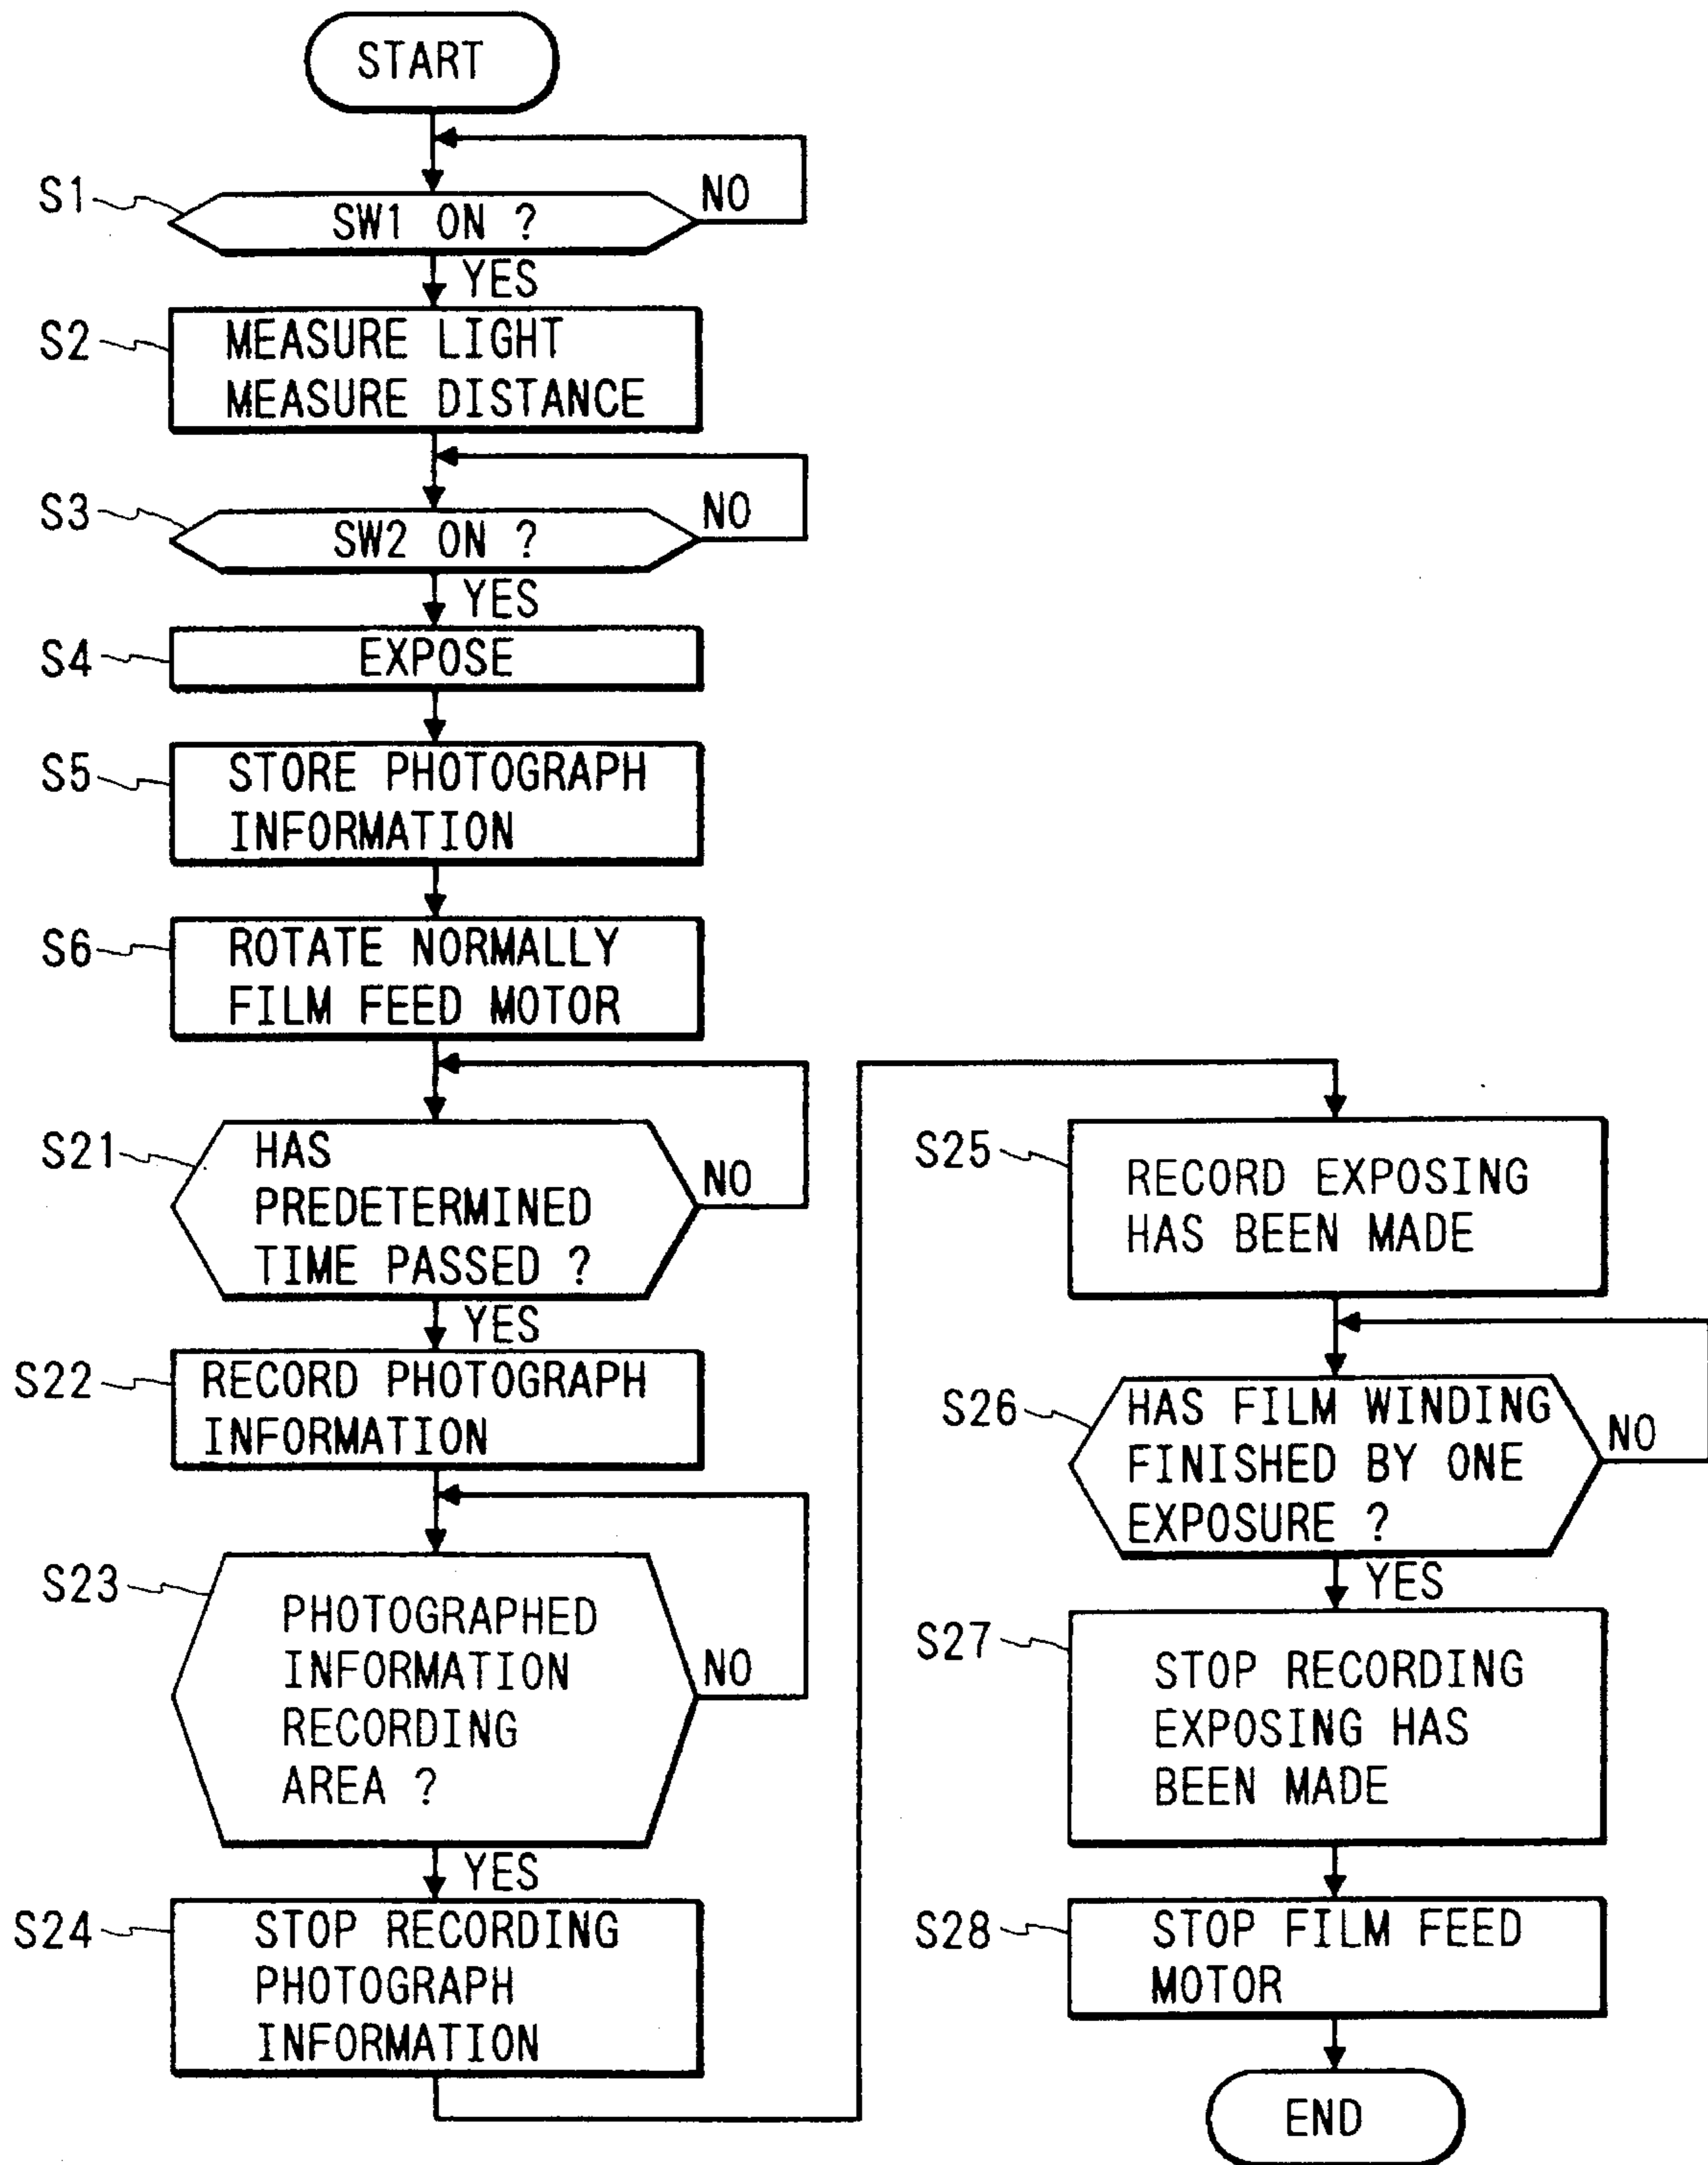 START
S1
SW1 ON ?
NO
YES
S2
MEASURE LIGHT
MEASURE DISTANCE
S3
SW2 ON ?
NO
YES
S4
EXPOSE
S5
STORE PHOTOGRAPH
INFORMATION
S6
ROTATE NORMALLY
FILM FEED MOTOR
S21
HAS
PREDETERMINED
TIME PASSED ?
NO
YES
S22
RECORD PHOTOGRAPH
INFORMATION
S23
PHOTOGRAPHED
INFORMATION
RECORDING
AREA ?
NO
YES
S24
STOP RECORDING
PHOTOGRAPH
INFORMATION
S25
RECORD EXPOSING
HAS BEEN MADE
S26
HAS FILM WINDING
FINISHED BY ONE
EXPOSURE ?
NO
YES
S27
STOP RECORDING
EXPOSING HAS
BEEN MADE
S28
STOP FILM FEED
MOTOR
END